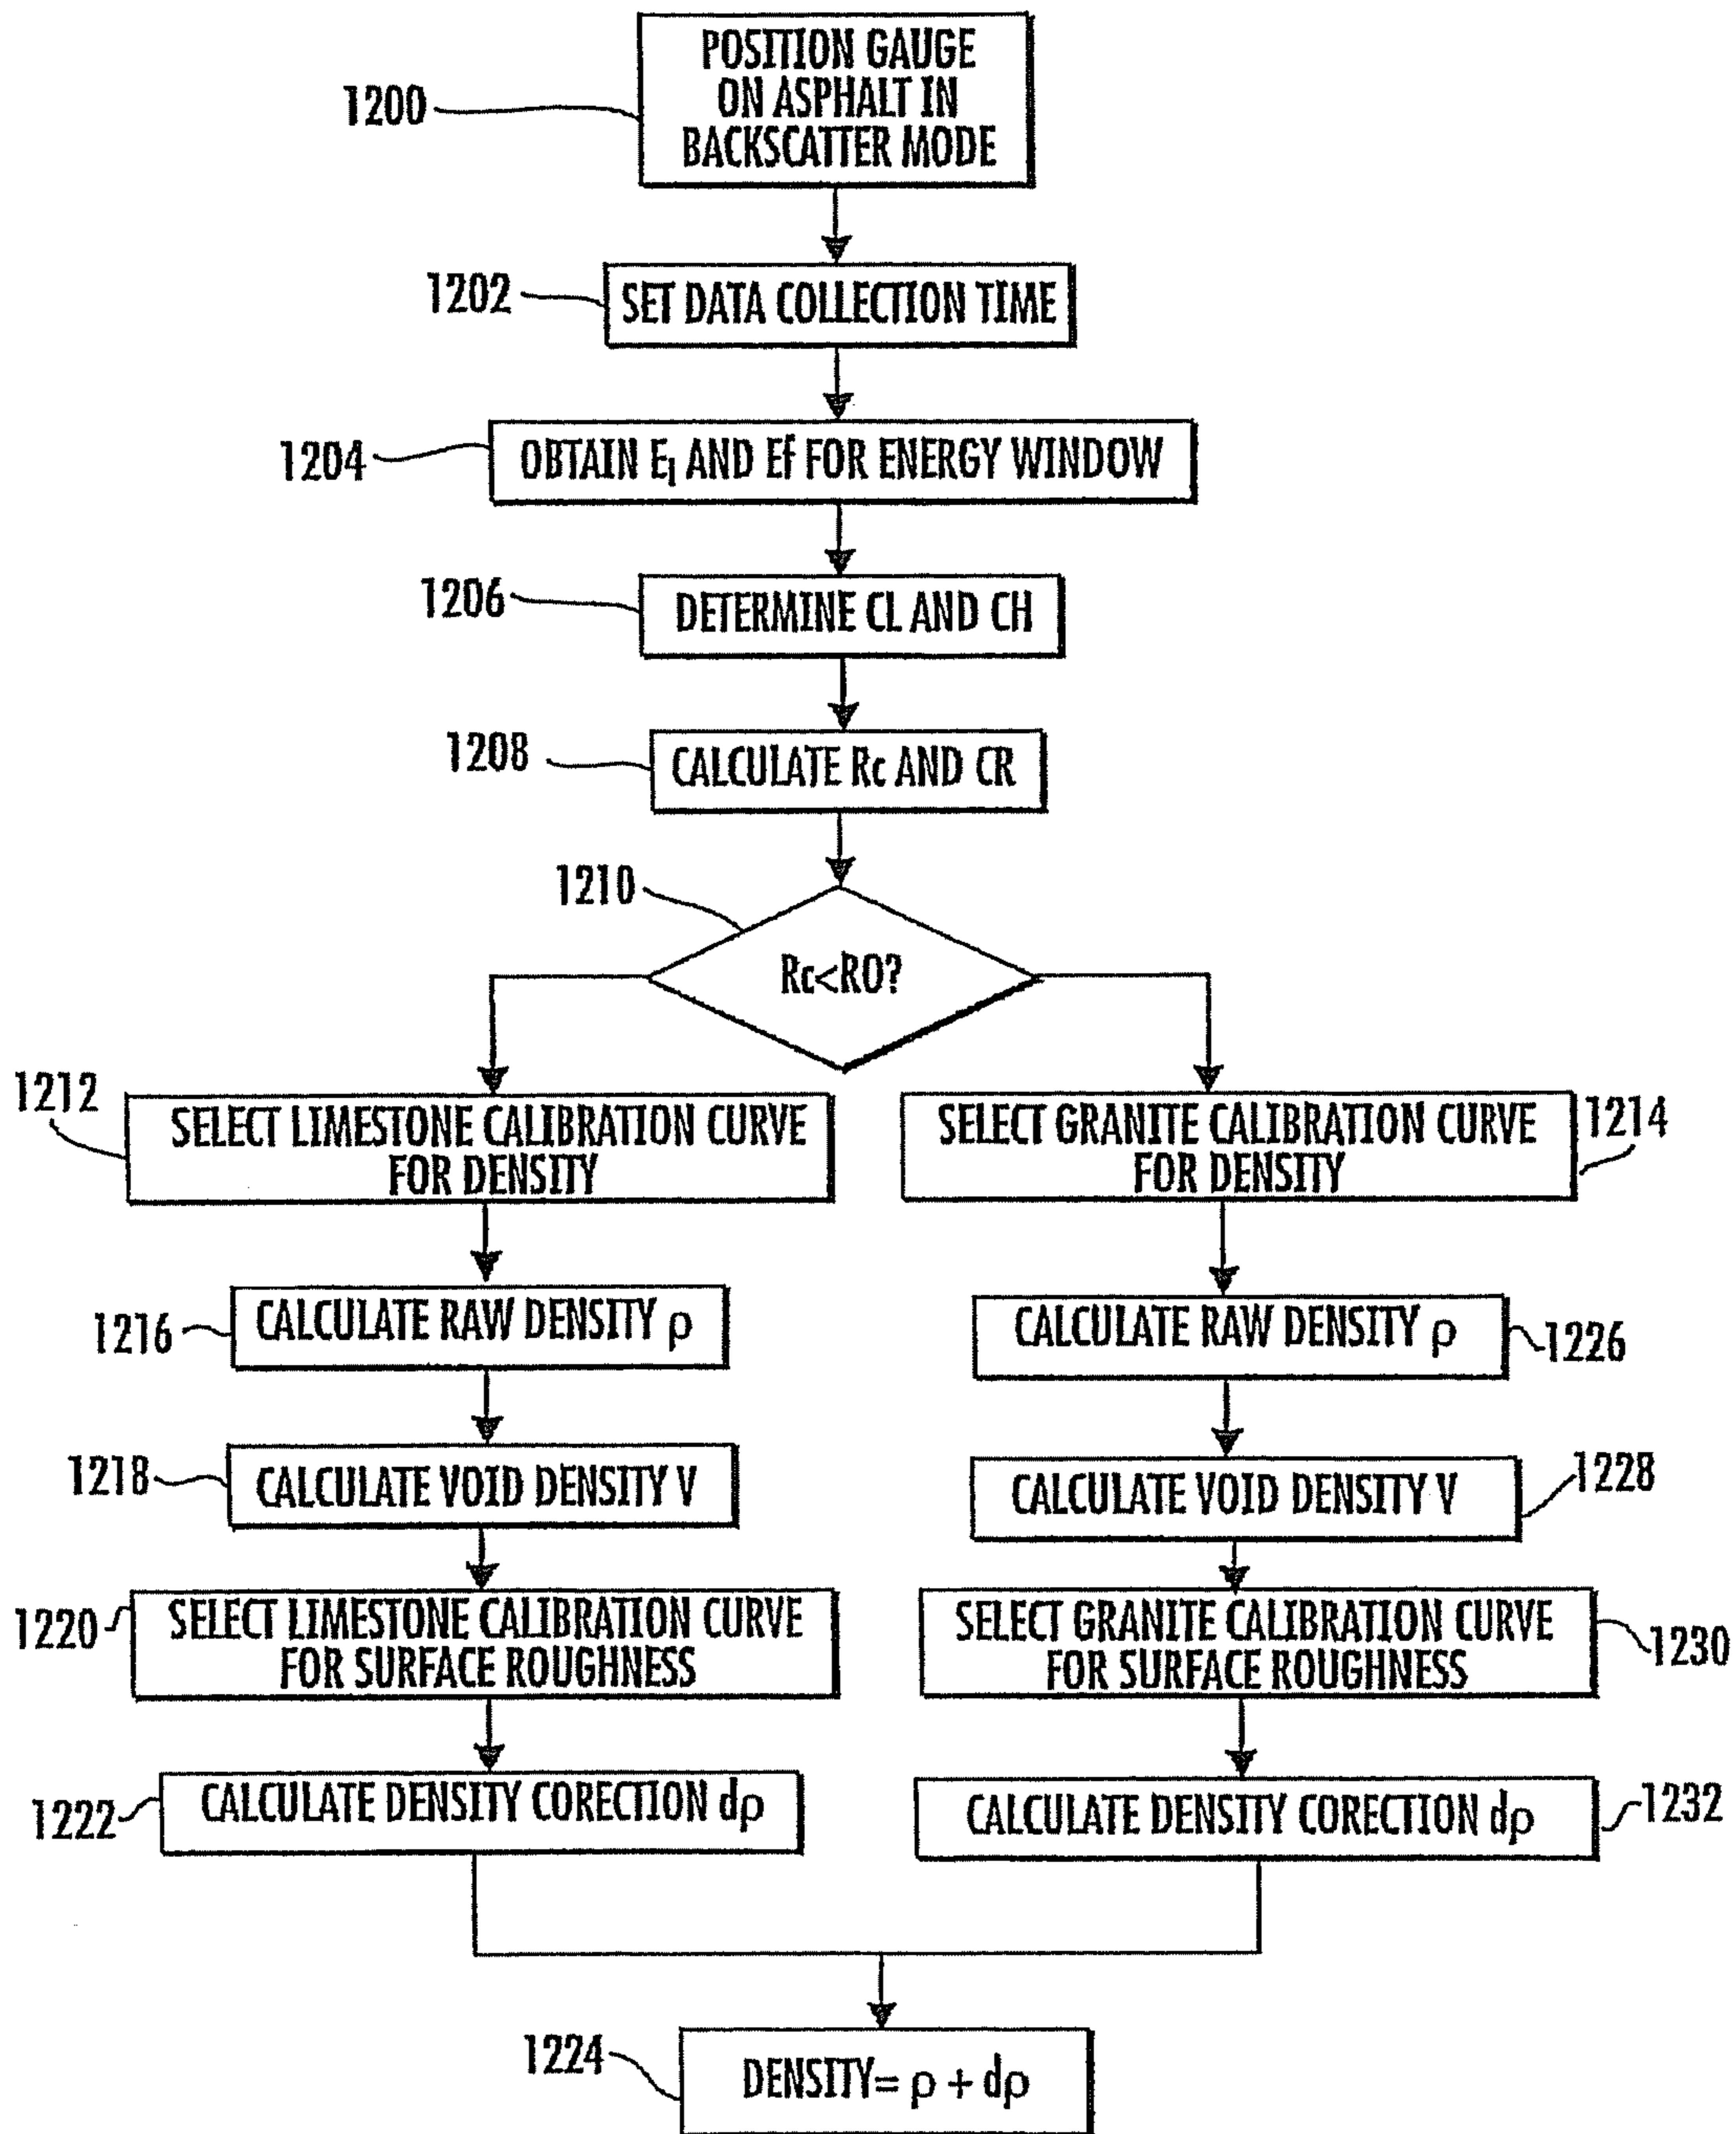 POSITION GAUGE
ON ASPHALT IN
BACKSCATTER MODE
1200
1202
SET DATA COLLECTION TIME
1204
OBTAIN El AND Ef FOR ENERGY WINDOW
1206
DETERMINE CL AND CH
1208
CALCULATE Rc AND CR
1210
Rc<RO?
1212
SELECT LIMESTONE CALIBRATION CURVE
FOR DENSITY
SELECT GRANITE CALIBRATION CURVE
FOR DENSITY
1214
1216
CALCULATE RAW DENSITY ρ
CALCULATE RAW DENSITY ρ
1226
1218
CALCULATE VOID DENSITY V
CALCULATE VOID DENSITY V
1228
1220
SELECT LIMESTONE CALIBRATION CURVE
FOR SURFACE ROUGHNESS
SELECT GRANITE CALIBRATION CURVE
FOR SURFACE ROUGHNESS
1230
1222
CALCULATE DENSITY CORECTION dρ
CALCULATE DENSITY CORECTION dρ
1232
1224
DENSITY= ρ + dρ